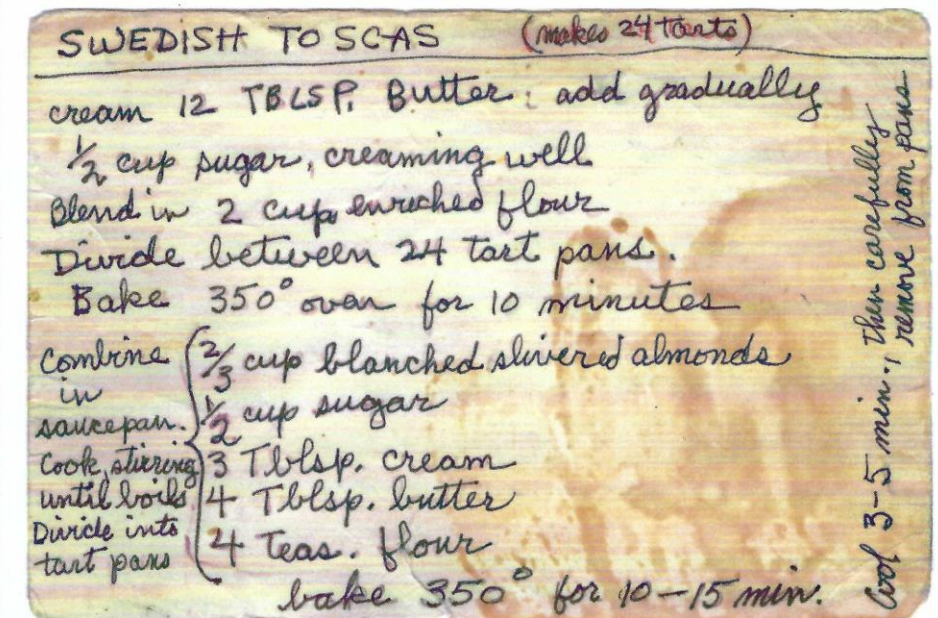 SWEDISH TOSCAS (makes 24 tarts)
cream 12 TBLSP. Butter; add gradually
1/2 cup sugar, creaming well
Blend in 2 cups enriched flour
Divide between 24 tart pans.
Bake 350° oven for 10 minutes
Combine
in
saucepan.
Cook, stirring
until boils
Divide into
tart pans
2/3 cup blanched slivered almonds
1/2 cup sugar
3 Tblsp. cream
4 Tblsp. butter
4 Teas. flour
bake 350° for 10-15 min.
Cool 3-5 min., then carefully
remove from pans